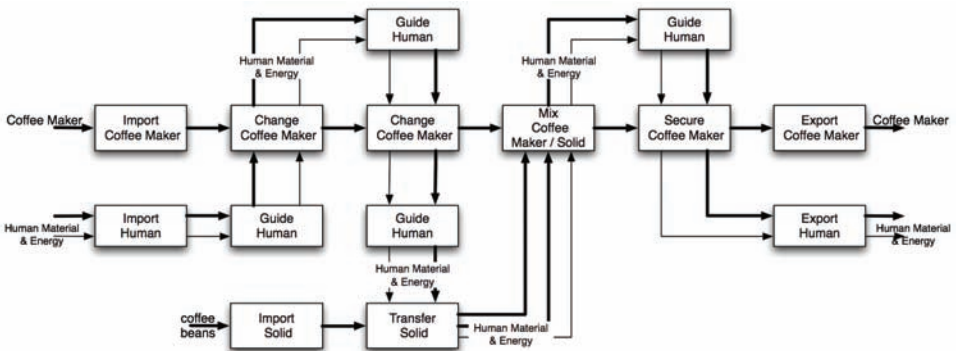 Guide
Human
Guide
Human
Human Material
& Energy
Human Material
& Energy
Coffee Maker
Import
Coffee Maker
Change
Coffee Maker
Change
Coffee Maker
Mix
Coffee
Maker / Solid
Secure
Coffee Maker
Export
Coffee Maker
Coffee Maker
Human Material
& Energy
Import
Human
Guide
Human
Guide
Human
Export
Human
Human Material
& Energy
Human Material
& Energy
coffee
beans
Import
Solid
Transfer
Solid
Human Material
& Energy